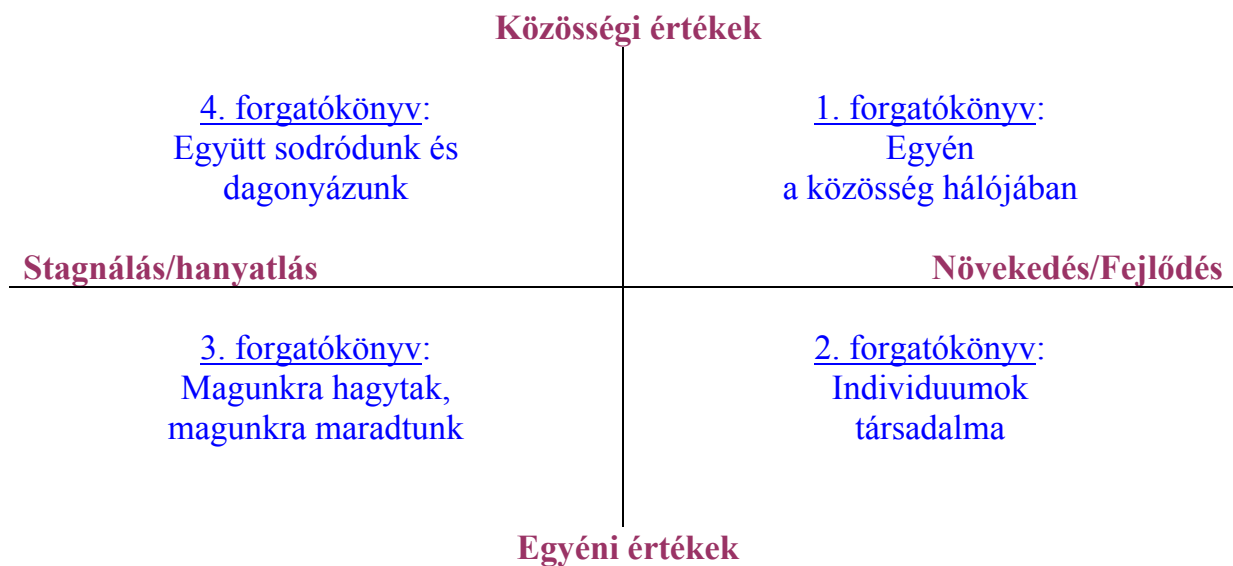 Közösségi értékek
4. forgatókönyv:
Együtt sodródunk és
dagonyázunk
1. forgatókönyv:
Egyén
a közösség hálójában
Stagnálás/hanyatlás
Növekedés/Fejlődés
3. forgatókönyv:
Magunkra hagytak,
magunkra maradtunk
2. forgatókönyv:
Individuumok
társadalma
Egyéni értékek